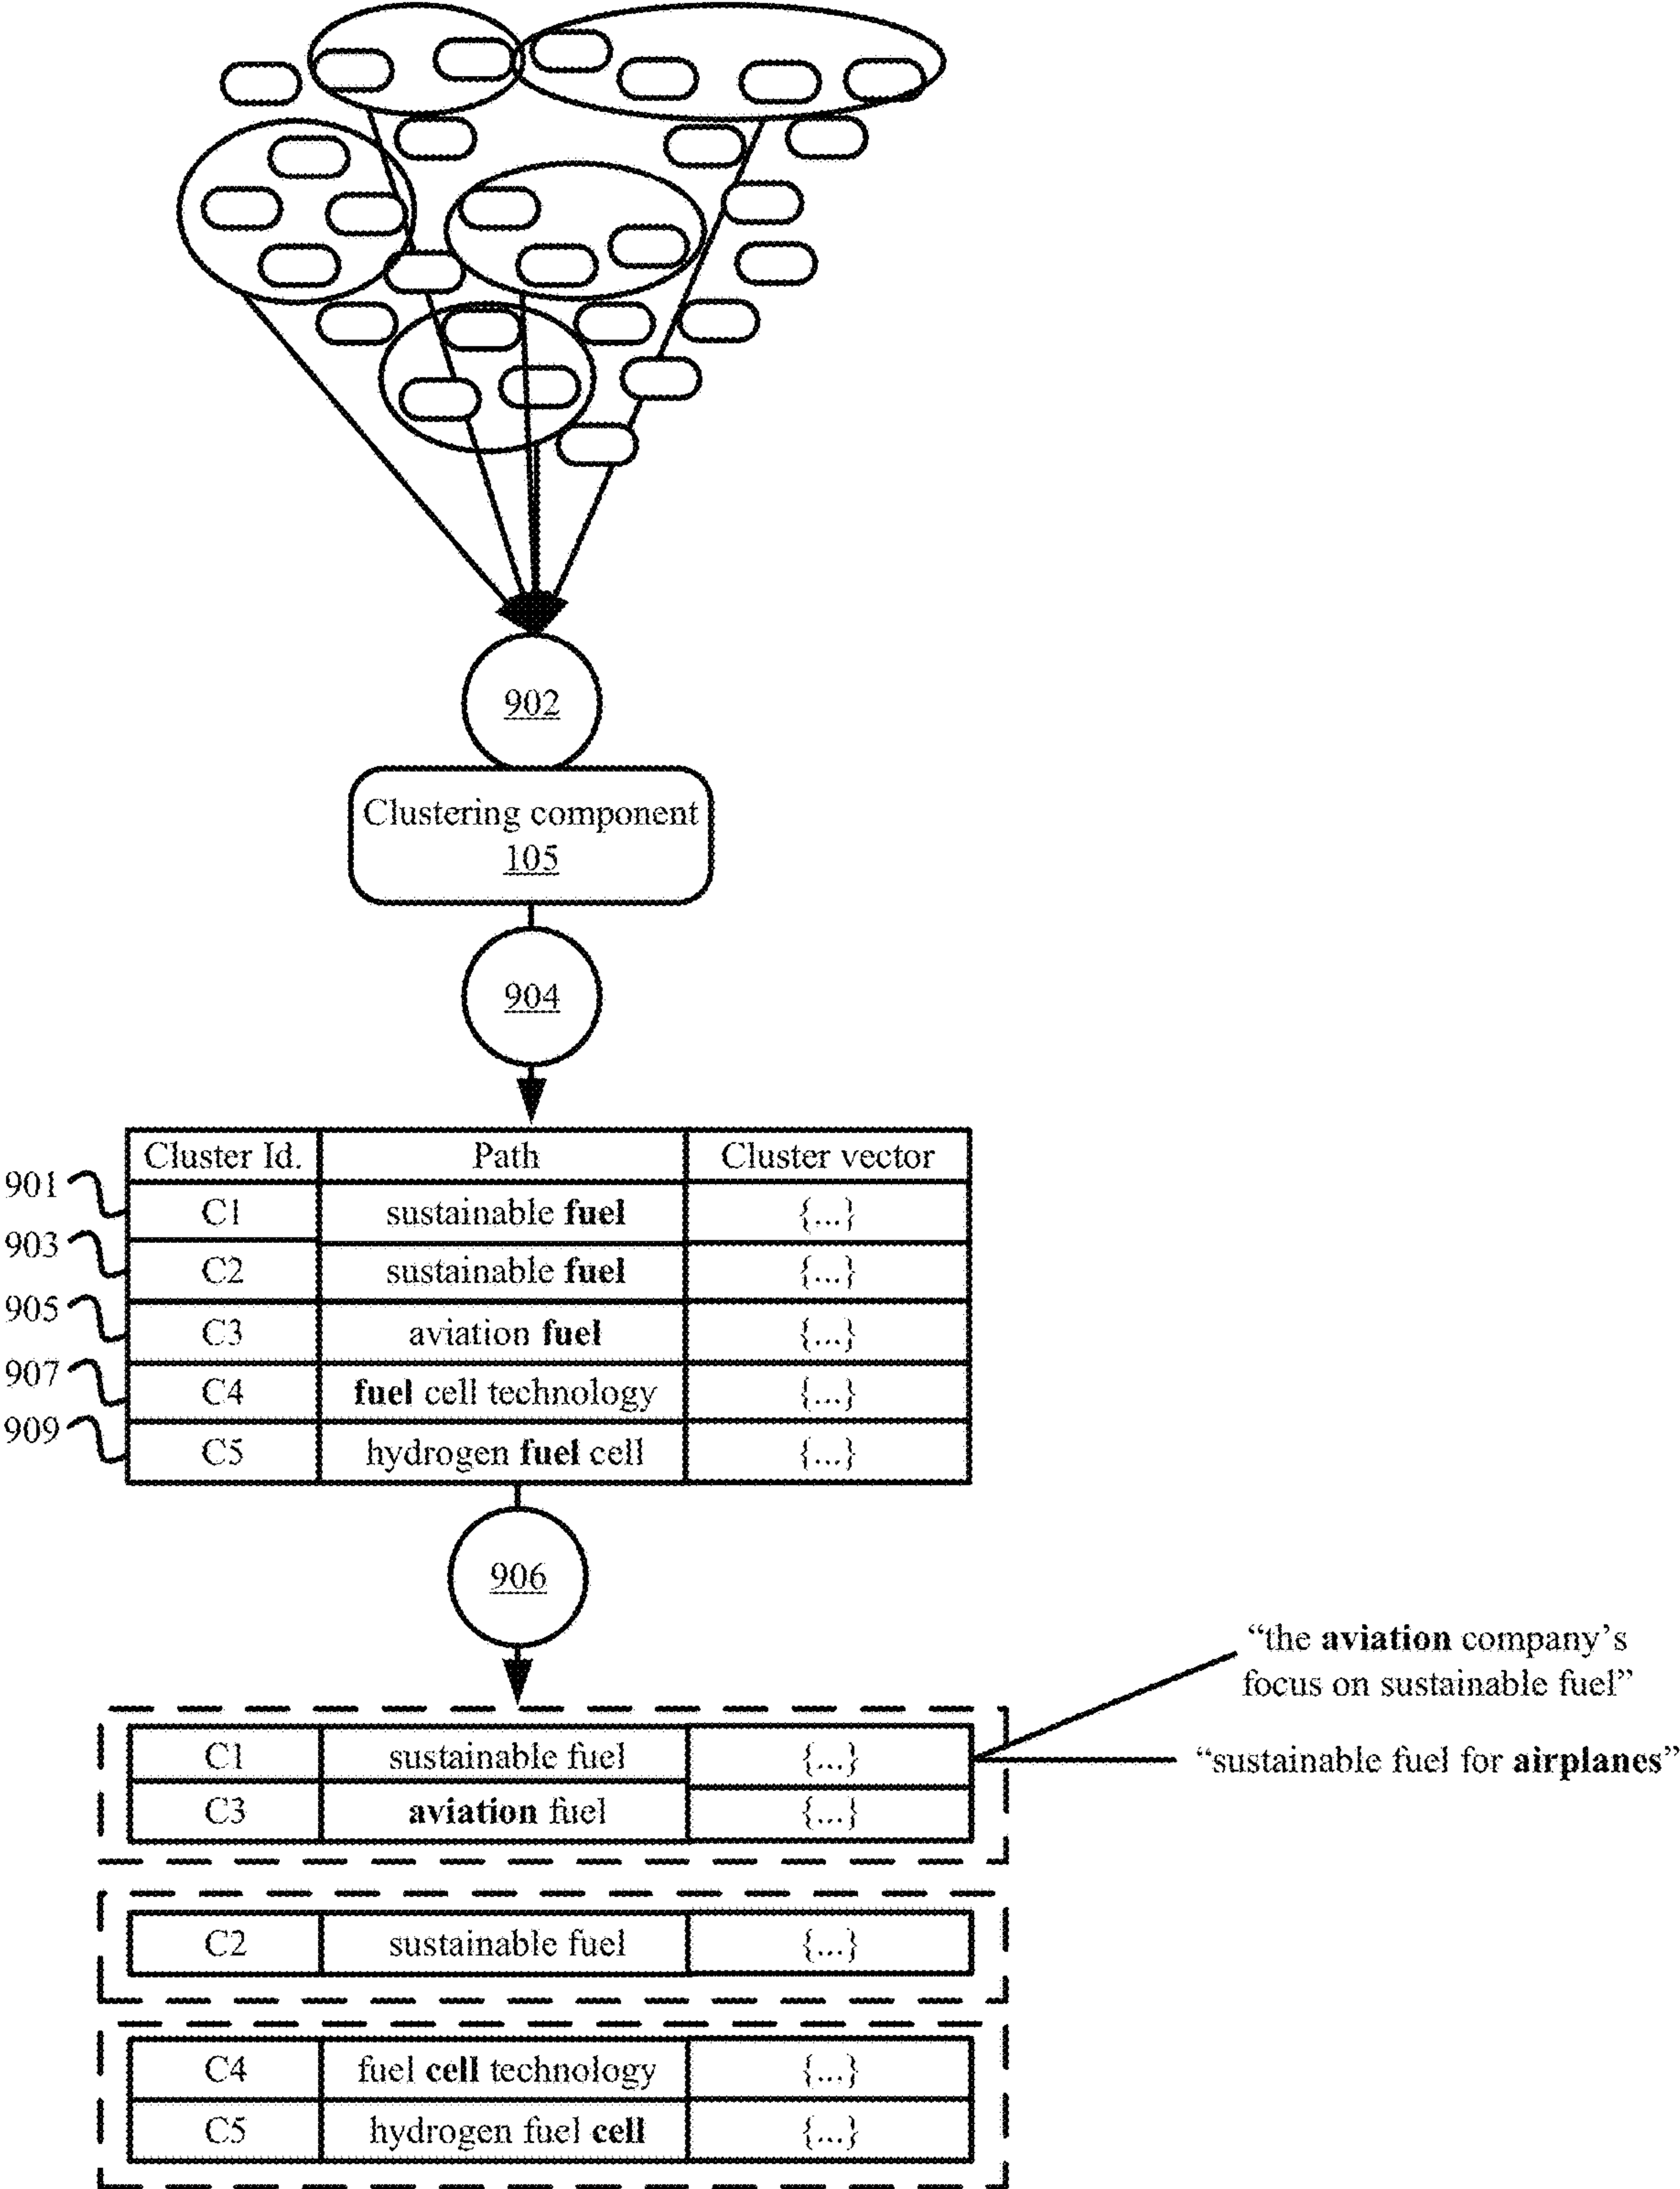 902
Clustering component
105
904
Cluster Id. Path Cluster vector
901 C1 sustainable fuel {...}
903 C2 sustainable fuel {...}
905 C3 aviation fuel {...}
907 C4 fuel cell technology {...}
909 C5 hydrogen fuel cell {...}
906
“the aviation company’s
focus on sustainable fuel”
C1 sustainable fuel {...} “sustainable fuel for airplanes”
C3 aviation fuel {...}
C2 sustainable fuel {...}
C4 fuel cell technology {...}
C5 hydrogen fuel cell {...}